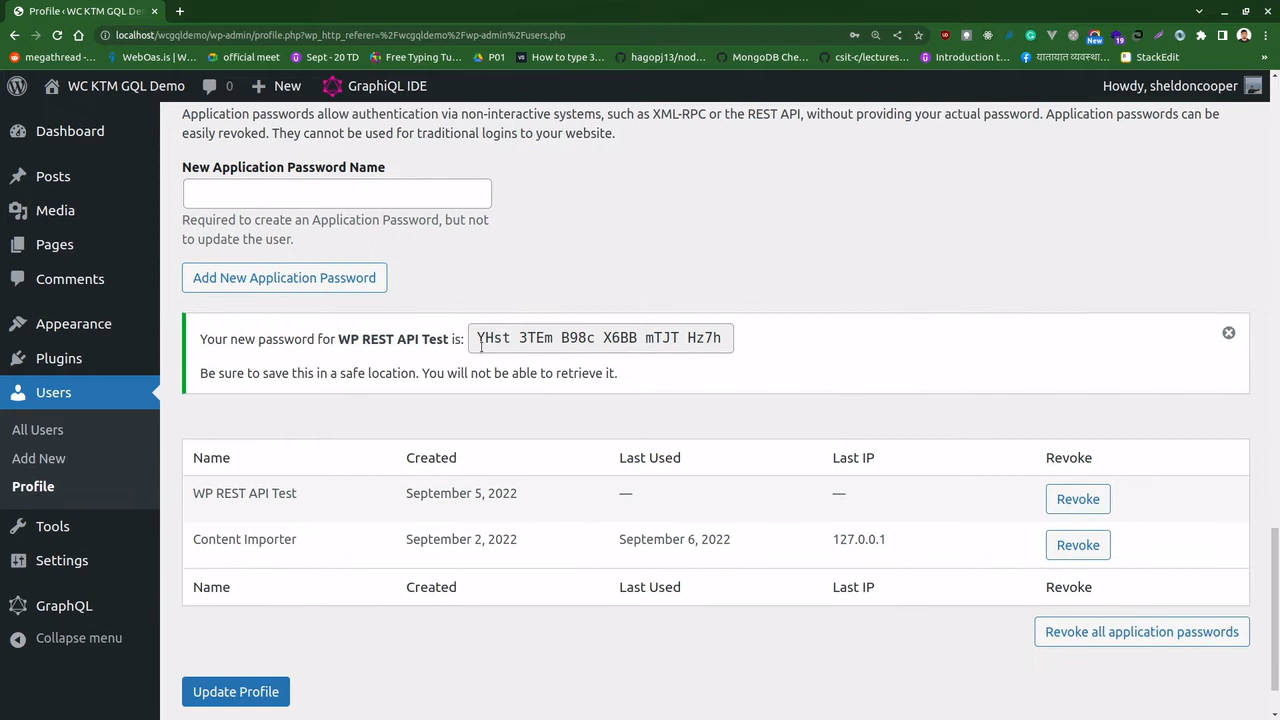 Profile ‹ WC KTM GQL De
localhost/wcgqldemo/wp-admin/profile.php?wp_http_referer=%2Fwcgqldemo%2Fwp-admin%2Fusers.php
New
19
megathread -
WebOas.is | W...
official meet
Sept - 20 TD
Free Typing Tu...
P01
How to type 3...
hagopj13/nod...
MongoDB Che...
csit-c/lectures...
Introduction t...
यातायात व्यवस्था...
StackEdit
»
WC KTM GQL Demo
0
New
GraphiQL IDE
Howdy, sheldoncooper
Dashboard
Posts
Media
Pages
Comments
Appearance
Plugins
Users
All Users
Add New
Profile
Tools
Settings
GraphQL
Collapse menu
Application passwords allow authentication via non-interactive systems, such as XML-RPC or the REST API, without providing your actual password. Application passwords can be
easily revoked. They cannot be used for traditional logins to your website.
New Application Password Name
Required to create an Application Password, but not
to update the user.
Add New Application Password
Your new password for WP REST API Test is: YHst 3TEm B98c X6BB mTJT Hz7h
Be sure to save this in a safe location. You will not be able to retrieve it.
Name Created Last Used Last IP Revoke
WP REST API Test September 5, 2022 — — Revoke
Content Importer September 2, 2022 September 6, 2022 127.0.0.1 Revoke
Name Created Last Used Last IP Revoke
Revoke all application passwords
Update Profile